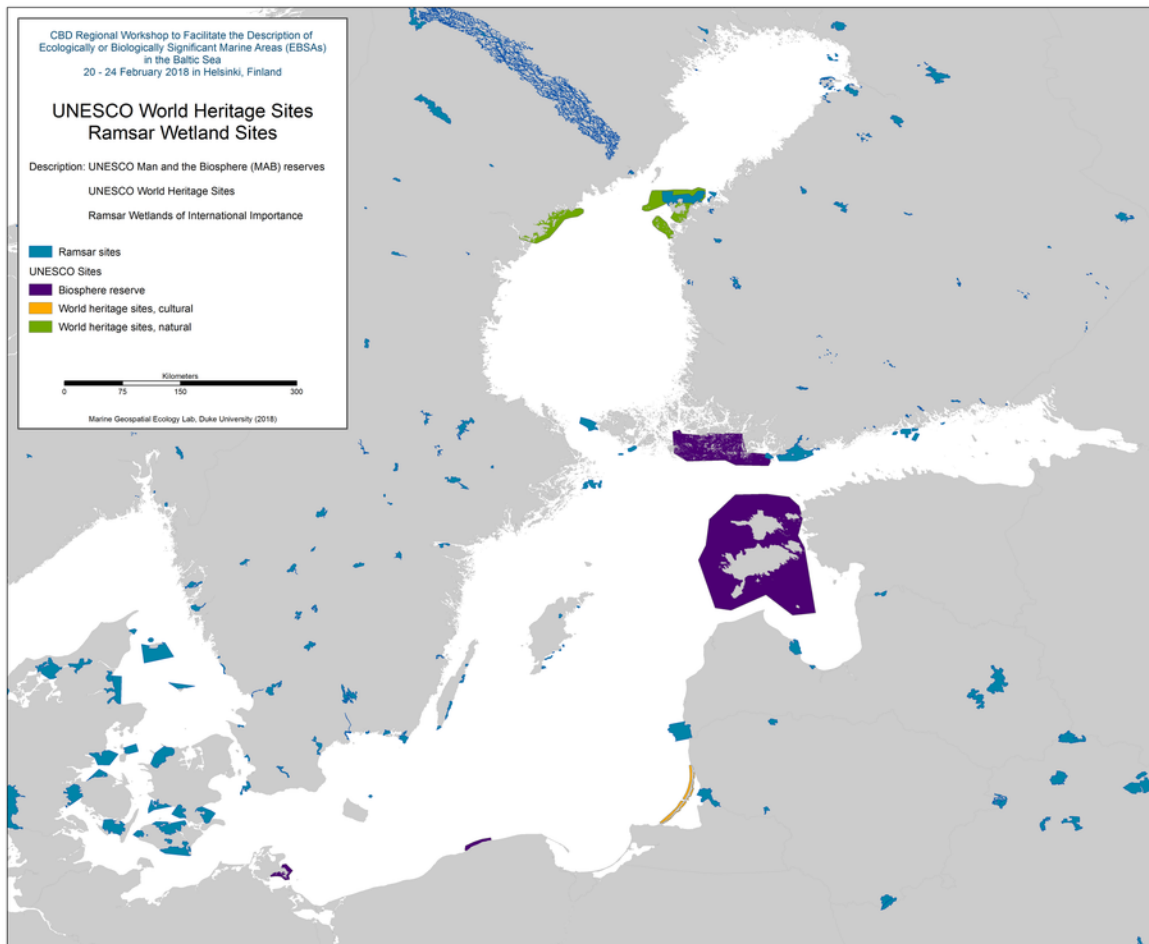 CBD Regional Workshop to Facilitate the Description of
Ecologically or Biologically Significant Marine Areas (EBSAs)
in the Baltic Sea
20 - 24 February 2018 in Helsinki, Finland
UNESCO World Heritage Sites
Ramsar Wetland Sites
Description: UNESCO Man and the Biosphere (MAB) reserves
UNESCO World Heritage Sites
Ramsar Wetlands of International Importance
Ramsar sites
UNESCO Sites
Biosphere reserve
World heritage sites, cultural
World heritage sites, natural
Kilometers
0 75 150 300
Marine Geospatial Ecology Lab, Duke University (2018)